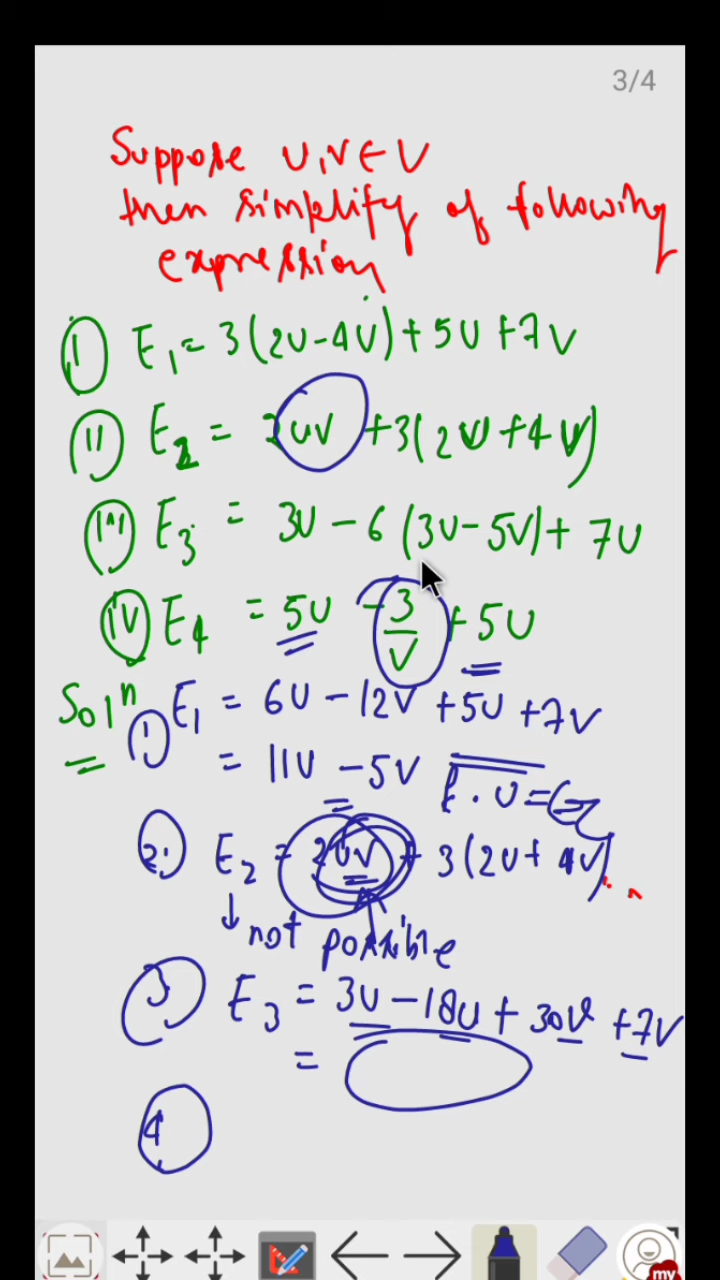 3/4
Suppose U, V ∈ V
then simplify of following
expression
(i) E₁ = 3(2U-4V)+5U+7V
(ii) E₂ = 2UV+3(2U+4V)
(iii) E₃ = 3U-6(3U-5V)+7U
(iv) E₄ = 5U-3/V+5U
Solⁿ (1) E₁ = 6U-12V+5U+7V
= 11U-5V
2. E₂ = 2UV+3(2U+4V)
↓ not possible
3 E₃ = 3U-18U+30V+7V
=
4
my